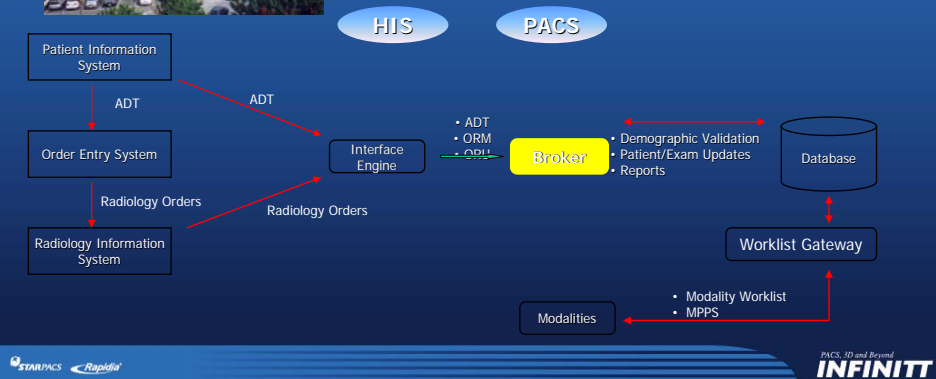 HIS
PACS
Patient Information
System
ADT
ADT
Order Entry System
Radiology Orders
Radiology Orders
Radiology Information
System
Interface
Engine
• ADT
• ORM
• ORU
Broker
• Demographic Validation
• Patient/Exam Updates
• Reports
Database
Worklist Gateway
• Modality Worklist
• MPPS
Modalities
STARPACS Rapidia
PACS, 3D and Beyond
INFINITT